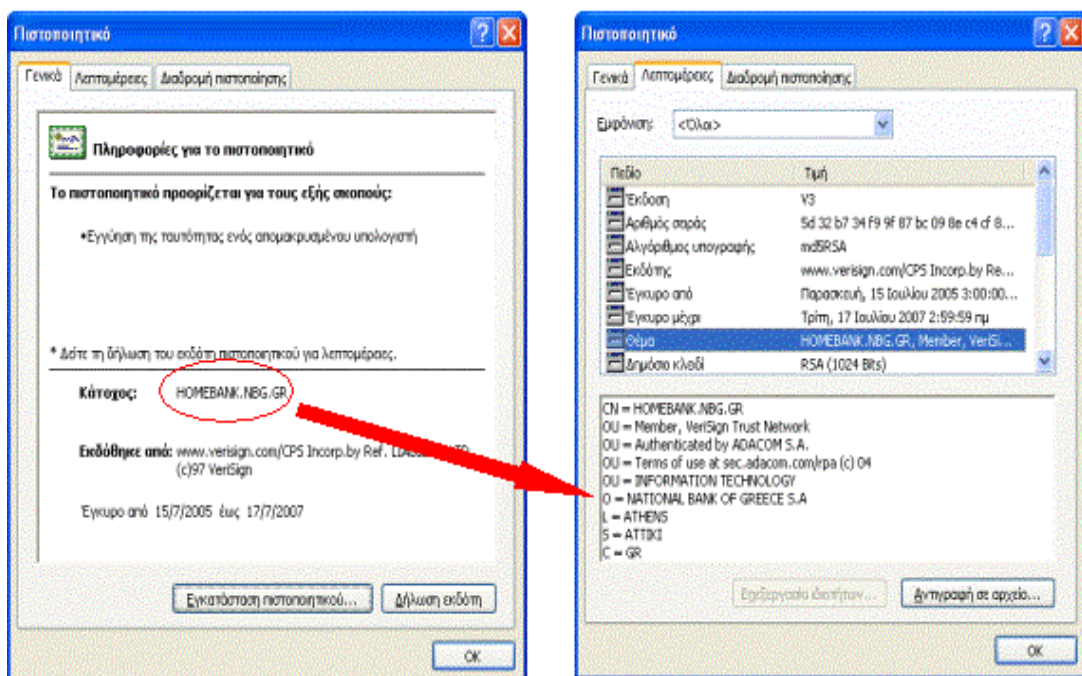 Πιστοποιητικό
Γενικά Λεπτομέρειες Διαδρομή πιστοποίησης
Πληροφορίες για το πιστοποιητικό
Το πιστοποιητικό προορίζεται για τους εξής σκοπούς:
•Εγγύηση της ταυτότητας ενός απομακρυσμένου υπολογιστή
* Δείτε τη δήλωση του εκδότη πιστοποιητικού για λεπτομέρειες.
Κάτοχος: HOMEBANK.NBG.GR
Εκδόθηκε από: www.verisign.com/CPS Incorp.by Ref. LTD.
(c)97 VeriSign
Έγκυρο από 15/7/2005 έως 17/7/2007
Εγκατάσταση πιστοποιητικού... Δήλωση εκδότη
OK
Πιστοποιητικό
Γενικά Λεπτομέρειες Διαδρομή πιστοποίησης
Εμφάνιση: <Όλοι>
Πεδίο Τιμή
Έκδοση V3
Αριθμός σειράς 5d 32 b7 34 f9 9f 87 bc 09 8e c4 cf 8...
Αλγόριθμος υπογραφής md5RSA
Εκδότης www.verisign.com/CPS Incorp.by Re...
Έγκυρο από Παρασκευή, 15 Ιουλίου 2005 3:00:00...
Έγκυρο μέχρι Τρίτη, 17 Ιουλίου 2007 2:59:59 πμ
Θέμα HOMEBANK.NBG.GR, Member, VeriSi...
Δημόσιο κλειδί RSA (1024 Bits)
CN = HOMEBANK.NBG.GR
OU = Member, VeriSign Trust Network
OU = Authenticated by ADACOM S.A.
OU = Terms of use at sec.adacom.com/rpa (c) 04
OU = INFORMATION TECHNOLOGY
O = NATIONAL BANK OF GREECE S.A
L = ATHENS
S = ATTIKI
C = GR
Επεξεργασία ιδιοτήτων... Αντιγραφή σε αρχείο...
OK